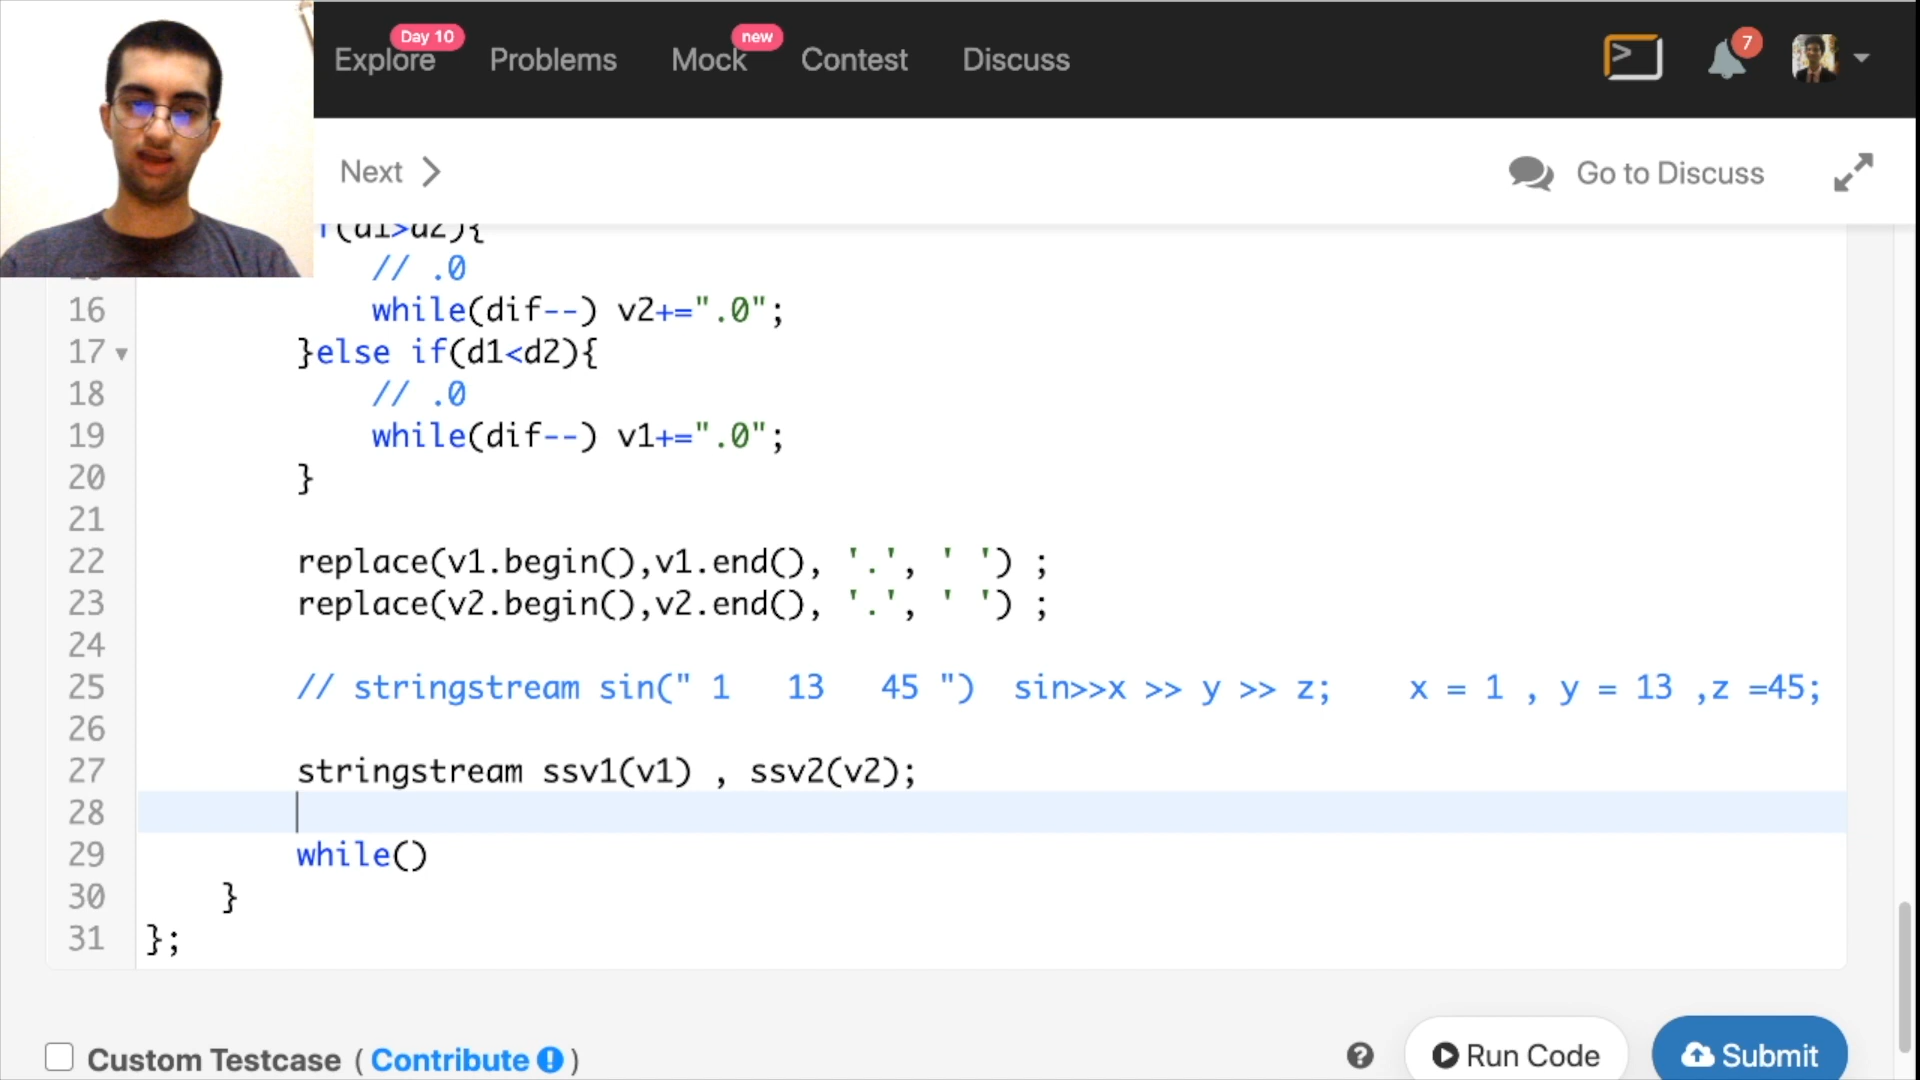 Explore Day 10 Problems Mock new Contest Discuss 7
Next Go to Discuss
(d1>d2){
// .0
16 while(dif--) v2+=".0";
17 }else if(d1<d2){
18 // .0
19 while(dif--) v1+=".0";
20 }
21
22 replace(v1.begin(),v1.end(), '.', ' ') ;
23 replace(v2.begin(),v2.end(), '.', ' ') ;
24
25 // stringstream sin(" 1 13 45 ") sin>>x >> y >> z; x = 1 , y = 13 ,z =45;
26
27 stringstream ssv1(v1) , ssv2(v2);
28
29 while()
30 }
31 };
Custom Testcase ( Contribute ! ) ? Run Code Submit